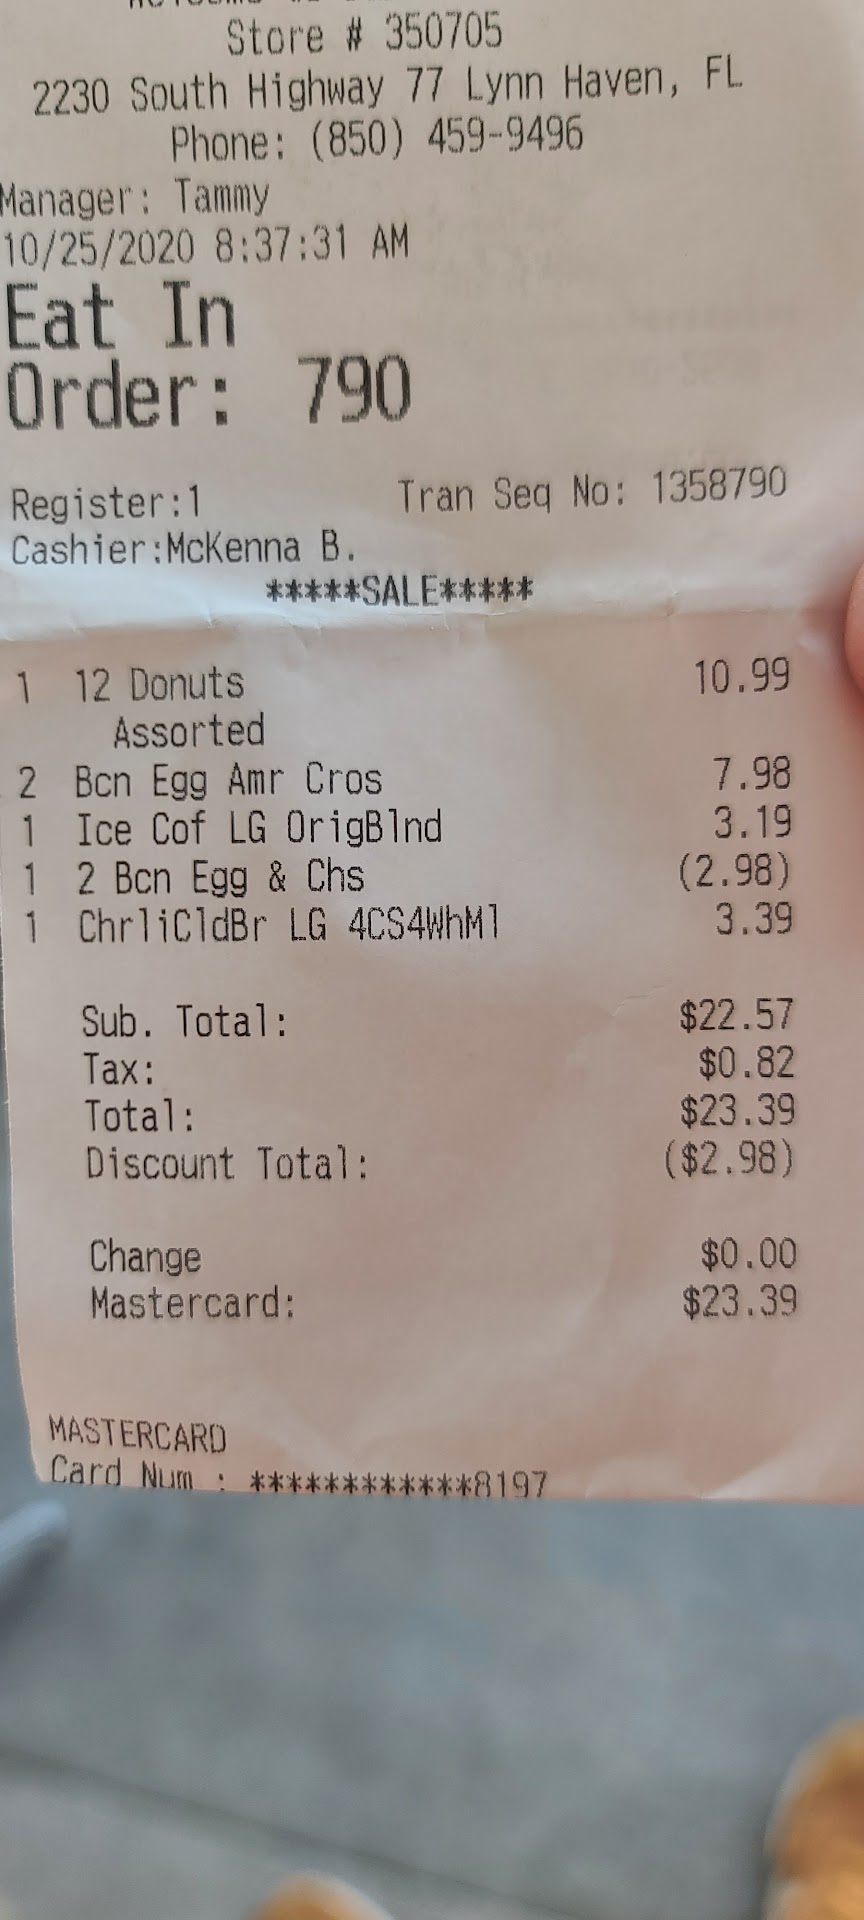 Store # 350705
2230 South Highway 77 Lynn Haven, FL
Phone: (850) 459-9496
Manager: Tammy
10/25/2020 8:37:31 AM
Eat In
Order: 790
Register:1 Tran Seq No: 1358790
Cashier:McKenna B.
*****SALE*****
1 12 Donuts 10.99
Assorted
2 Bcn Egg Amr Cros 7.98
1 Ice Cof LG OrigBlnd 3.19
1 2 Bcn Egg & Chs (2.98)
1 ChrliCldBr LG 4CS4WhMl 3.39
Sub. Total: $22.57
Tax: $0.82
Total: $23.39
Discount Total: ($2.98)
Change $0.00
Mastercard: $23.39
MASTERCARD
Card Num : ************8197